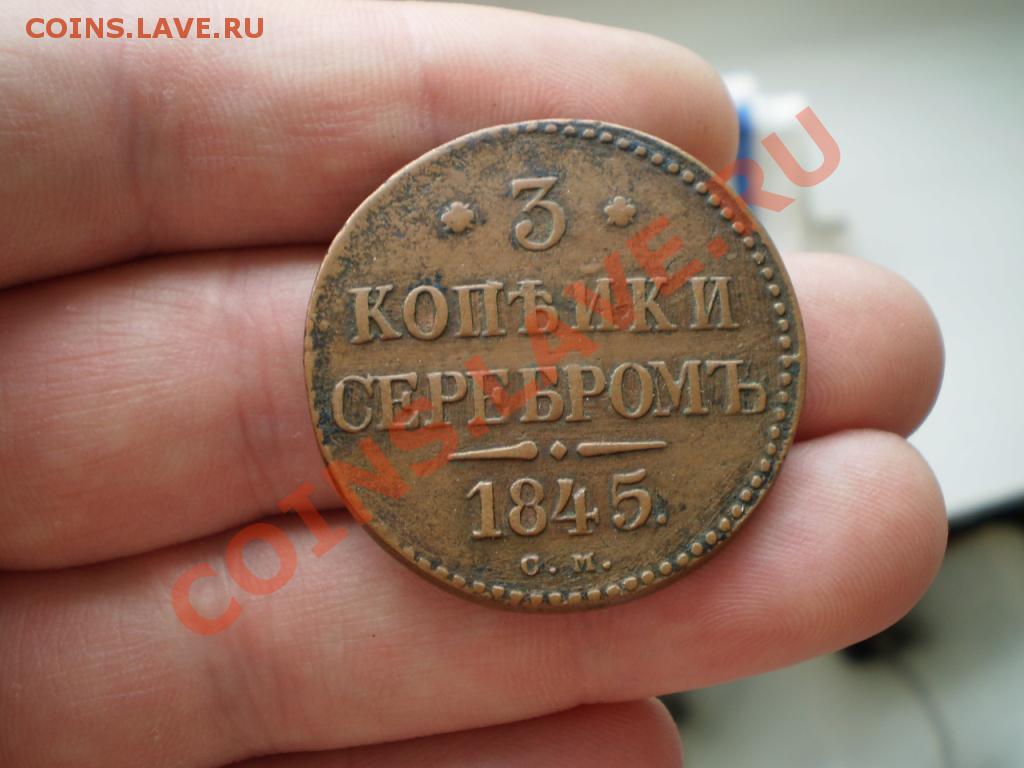 COINS.LAVE.RU
3
КОПѢЙКИ
СЕРЕБРОМЪ
1845.
С. М.
COINS.LAVE.RU